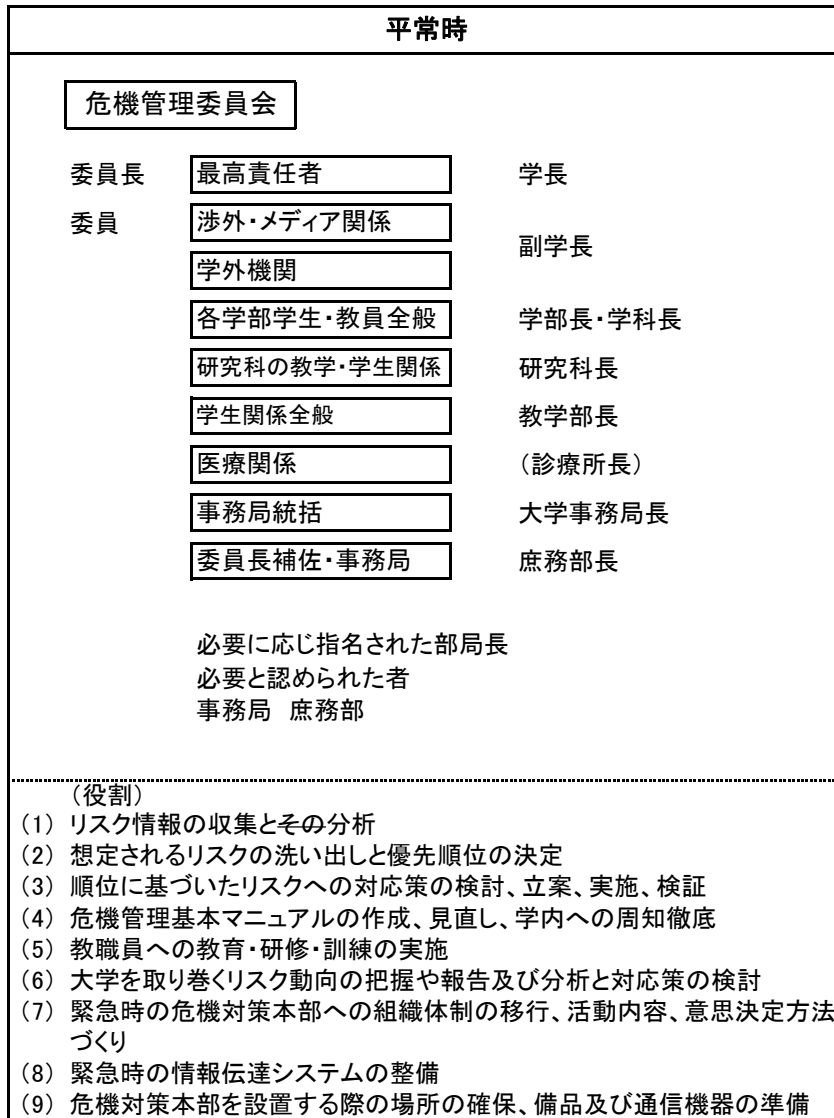 平常時
危機管理委員会
委員長 最高責任者 学長
委員 渉外・メディア関係
副学長
学外機関
各学部学生・教員全般 学部長・学科長
研究科の教学・学生関係 研究科長
学生関係全般 教学部長
医療関係 （診療所長）
事務局統括 大学事務局長
委員長補佐・事務局 庶務部長
必要に応じ指名された部局長
必要と認められた者
事務局 庶務部
（役割）
（1） リスク情報の収集とその分析
（2） 想定されるリスクの洗い出しと優先順位の決定
（3） 順位に基づいたリスクへの対応策の検討、立案、実施、検証
（4） 危機管理基本マニュアルの作成、見直し、学内への周知徹底
（5） 教職員への教育・研修・訓練の実施
（6） 大学を取り巻くリスク動向の把握や報告及び分析と対応策の検討
（7） 緊急時の危機対策本部への組織体制の移行、活動内容、意思決定方法
づくり
（8） 緊急時の情報伝達システムの整備
（9） 危機対策本部を設置する際の場所の確保、備品及び通信機器の準備